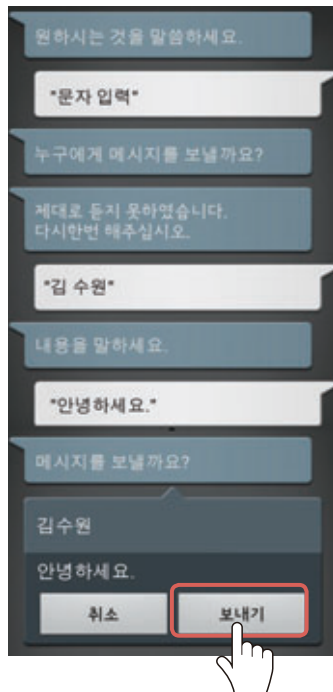 원하시는 것을 말씀하세요.
"문자 입력"
누구에게 메시지를 보낼까요?
제대로 듣지 못하였습니다.
다시한번 해주십시오.
"김 수원"
내용을 말하세요.
"안녕하세요."
메시지를 보낼까요?
김수원
안녕하세요.
취소
보내기